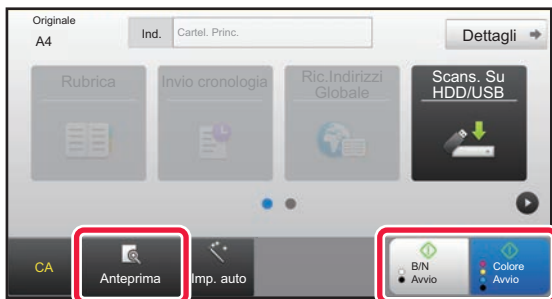 Originale
A4
Ind.
Cartel. Princ.
Dettagli
Rubrica
Invio cronologia
Ric.Indirizzi
Globale
Scans. Su
HDD/USB
CA
Anteprima
Imp. auto
B/N
Avvio
Colore
Avvio